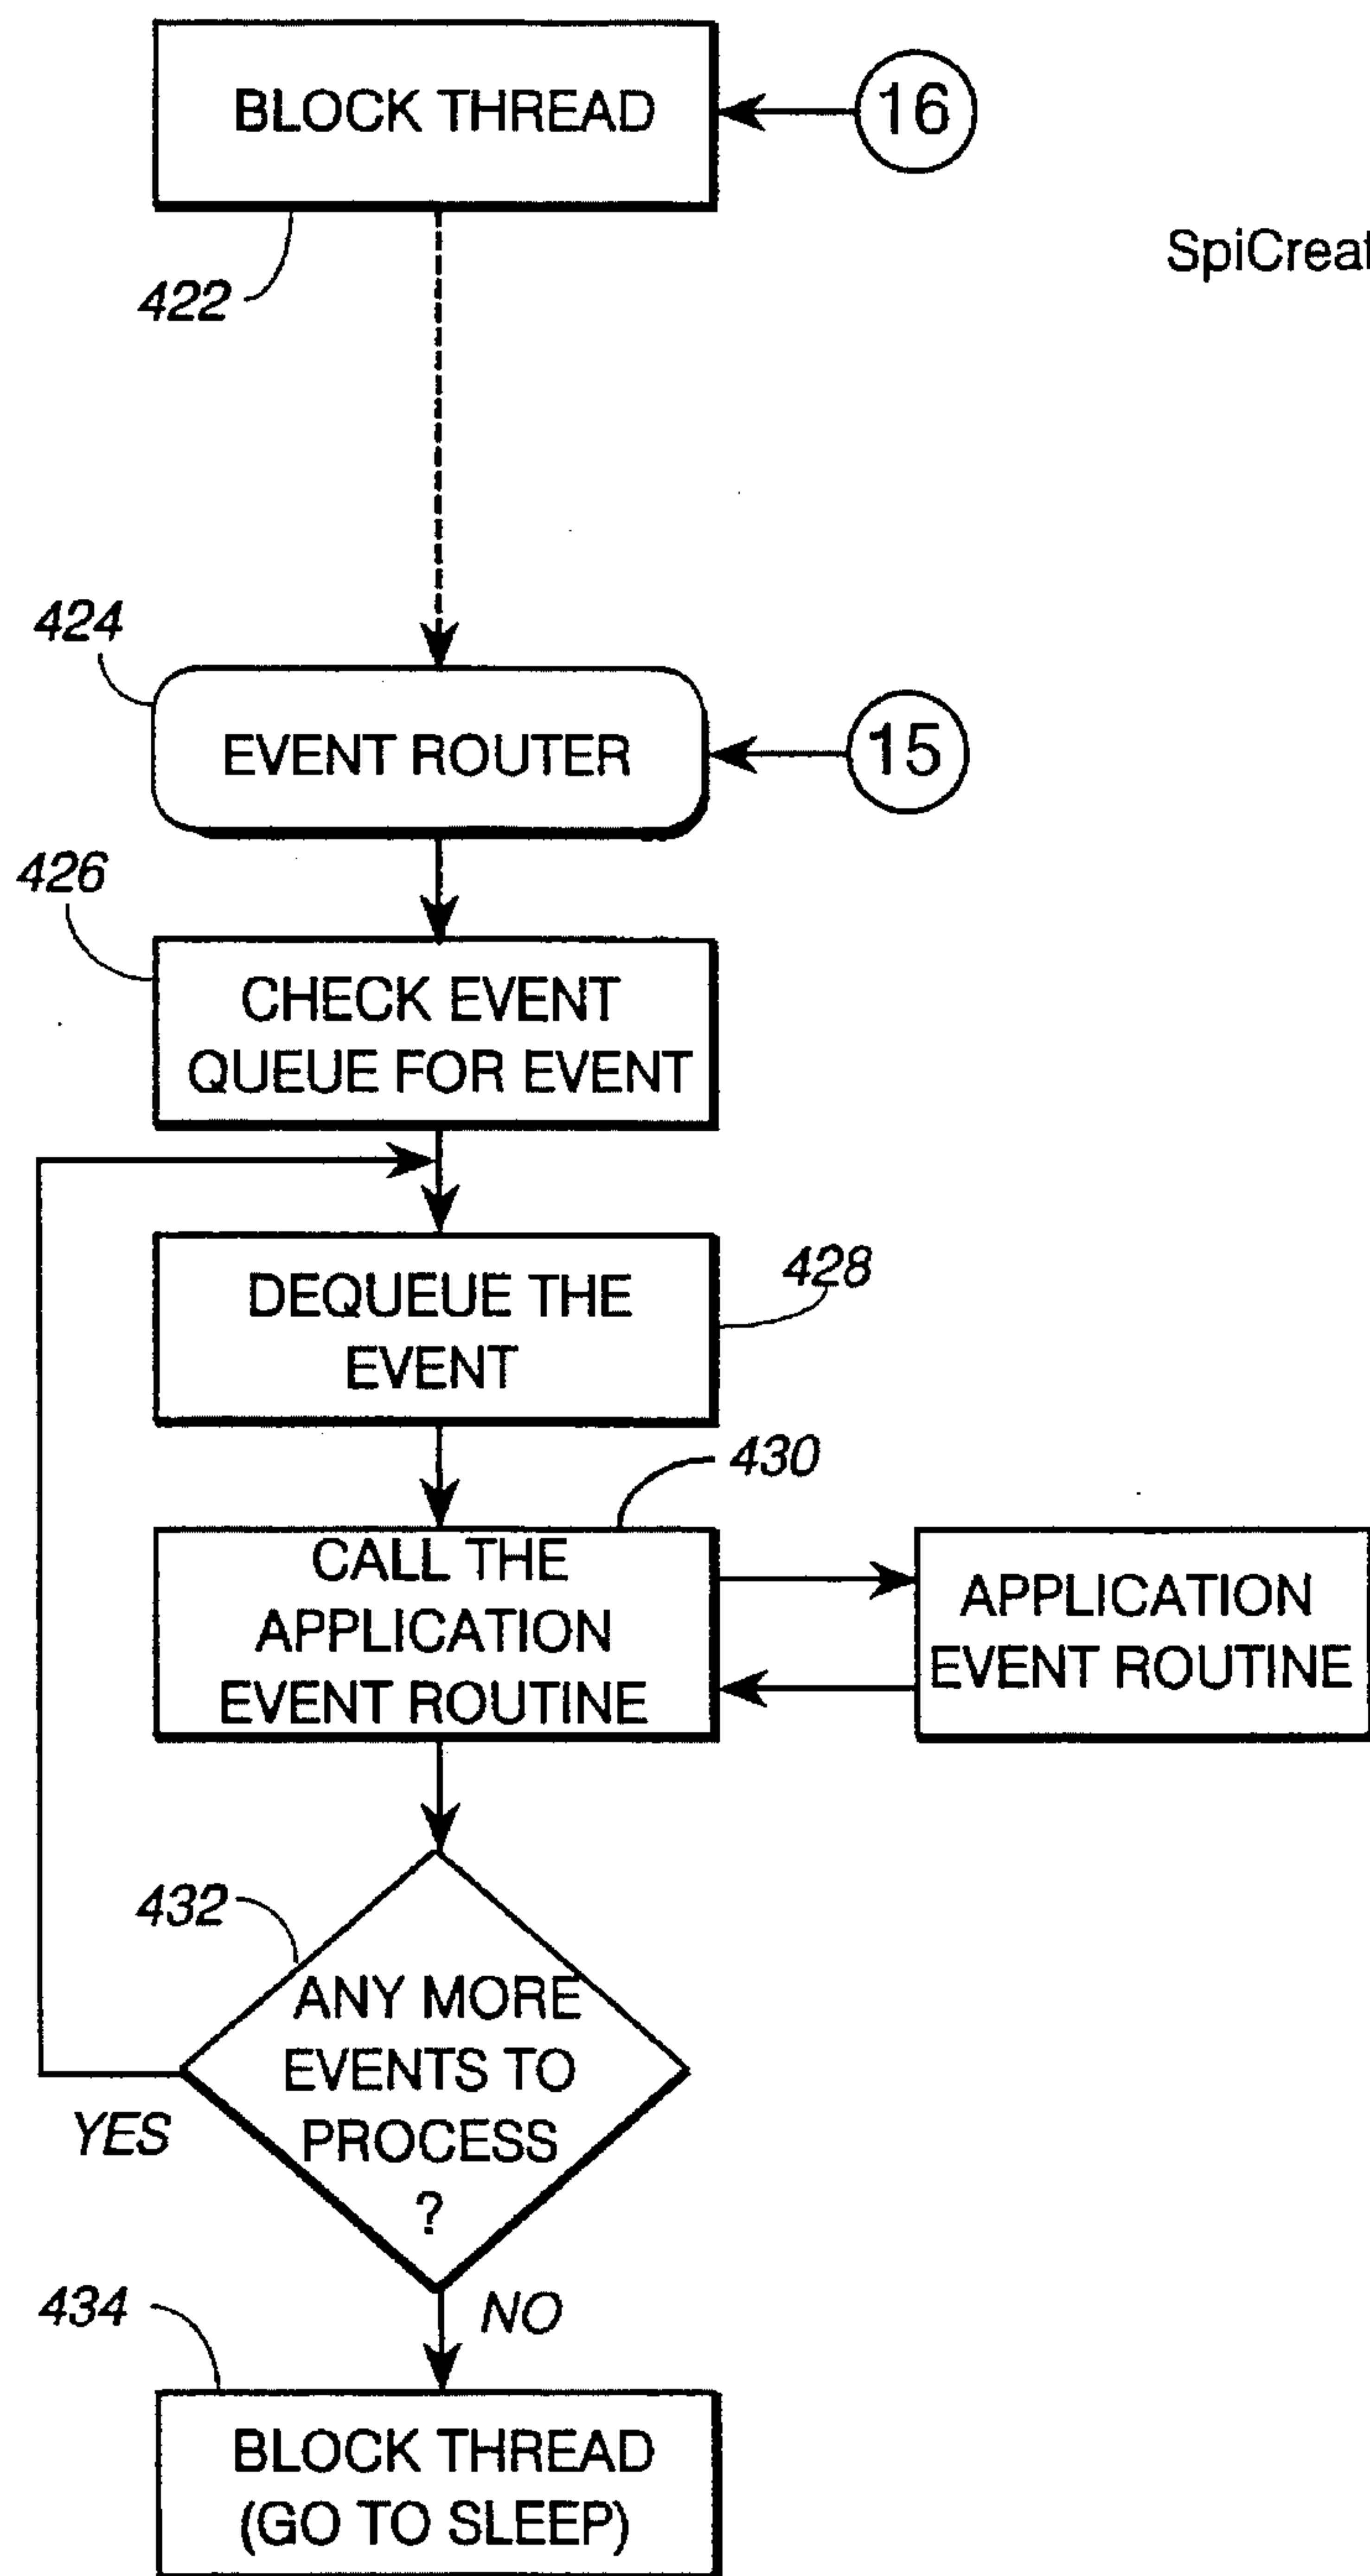 BLOCK THREAD
16
422
SpiCreat
424
EVENT ROUTER
15
426
CHECK EVENT
QUEUE FOR EVENT
DEQUEUE THE
EVENT
428
430
CALL THE
APPLICATION
EVENT ROUTINE
APPLICATION
EVENT ROUTINE
432
ANY MORE
EVENTS TO
PROCESS
?
YES
NO
434
BLOCK THREAD
(GO TO SLEEP)